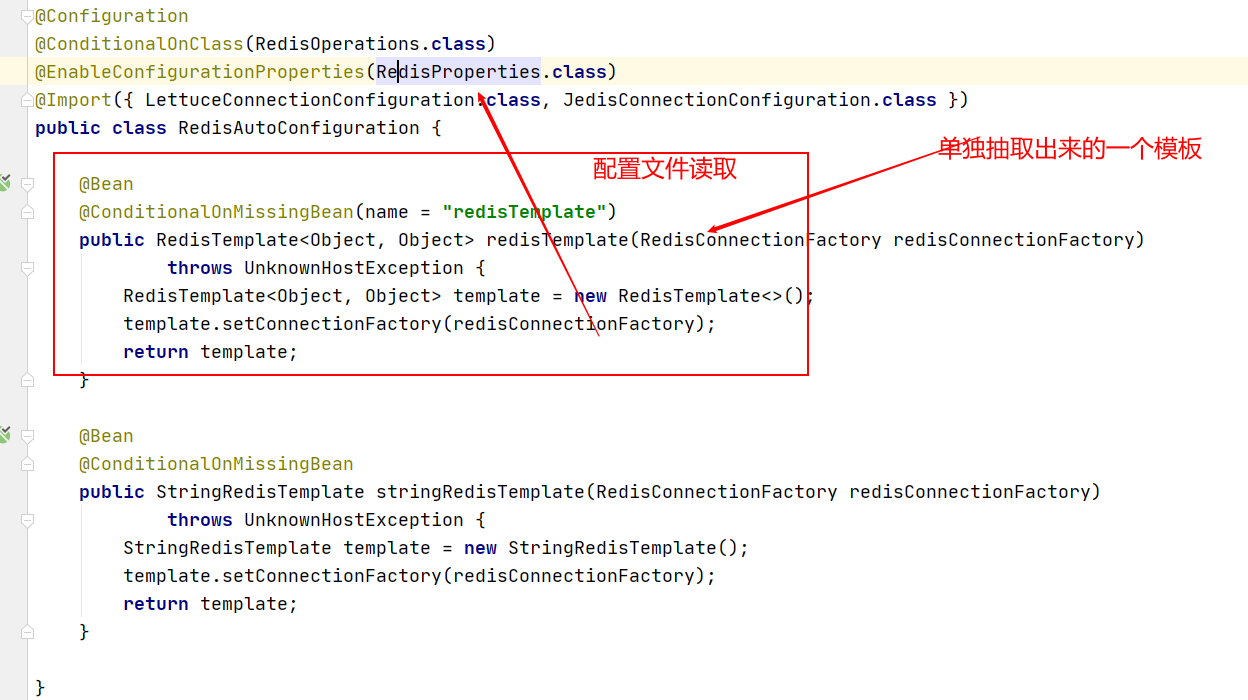 @Configuration
@ConditionalOnClass(RedisOperations.class)
@EnableConfigurationProperties(RedisProperties.class)
@Import({ LettuceConnectionConfiguration.class, JedisConnectionConfiguration.class })
public class RedisAutoConfiguration {
单独抽取出来的一个模板
配置文件读取
@Bean
@ConditionalOnMissingBean(name = "redisTemplate")
public RedisTemplate<Object, Object> redisTemplate(RedisConnectionFactory redisConnectionFactory)
throws UnknownHostException {
RedisTemplate<Object, Object> template = new RedisTemplate<>();
template.setConnectionFactory(redisConnectionFactory);
return template;
}
@Bean
@ConditionalOnMissingBean
public StringRedisTemplate stringRedisTemplate(RedisConnectionFactory redisConnectionFactory)
throws UnknownHostException {
StringRedisTemplate template = new StringRedisTemplate();
template.setConnectionFactory(redisConnectionFactory);
return template;
}
}